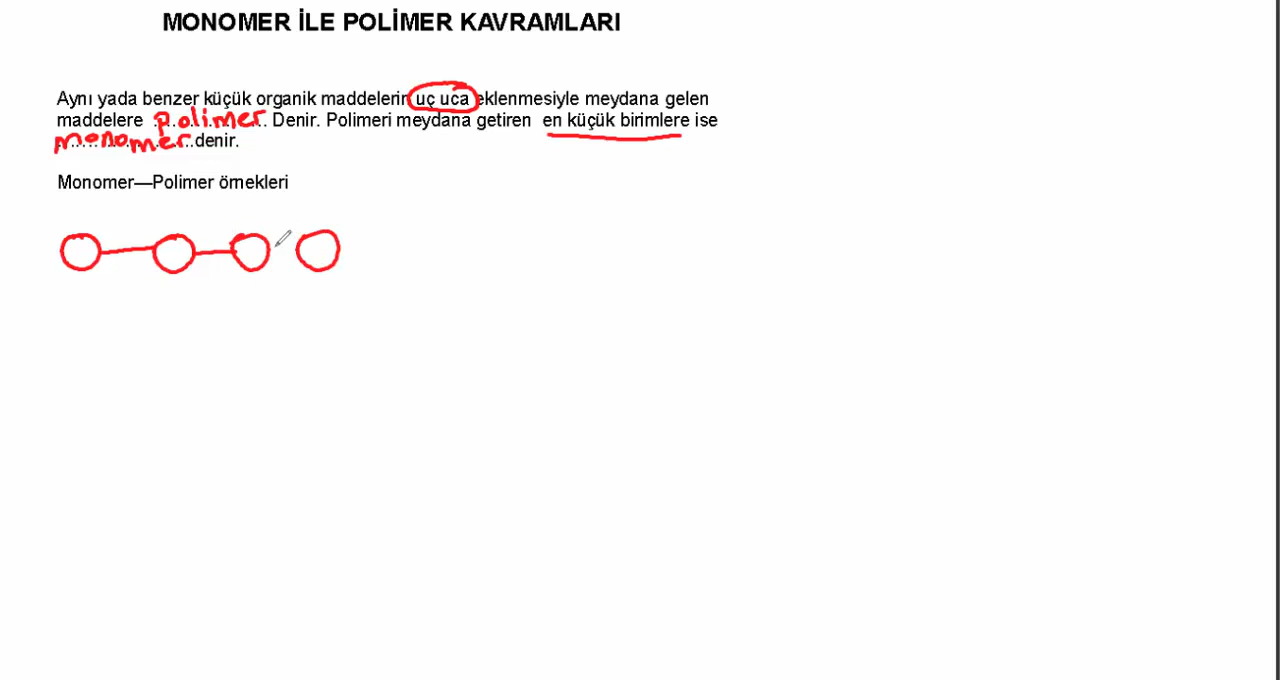 MONOMER İLE POLİMER KAVRAMLARI
Aynı yada benzer küçük organik maddelerin uç uca eklenmesiyle meydana gelen
maddelere polimer Denir. Polimeri meydana getiren en küçük birimlere ise
monomer denir.
Monomer—Polimer örnekleri